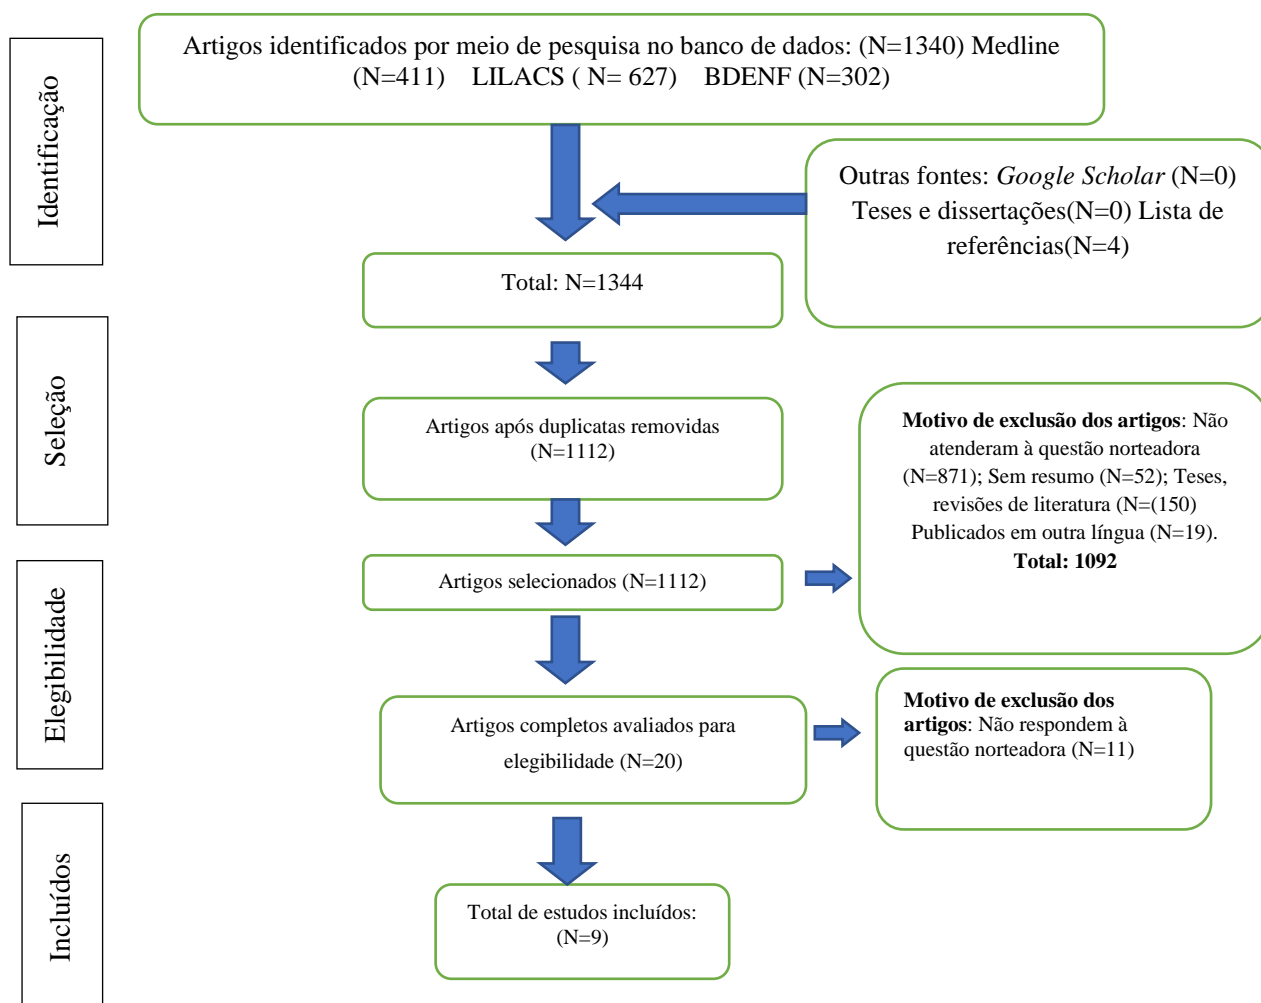 Identificação
Artigos identificados por meio de pesquisa no banco de dados: (N=1340) Medline
(N=411) LILACS ( N= 627) BDENF (N=302)
Outras fontes: Google Scholar (N=0)
Teses e dissertações(N=0) Lista de
referências(N=4)
Total: N=1344
Seleção
Artigos após duplicatas removidas
(N=1112)
Motivo de exclusão dos artigos: Não
atenderam à questão norteadora
(N=871); Sem resumo (N=52); Teses,
revisões de literatura (N=(150)
Publicados em outra língua (N=19).
Total: 1092
Artigos selecionados (N=1112)
Elegibilidade
Artigos completos avaliados para
elegibilidade (N=20)
Motivo de exclusão dos
artigos: Não respondem à
questão norteadora (N=11)
Incluídos
Total de estudos incluídos:
(N=9)